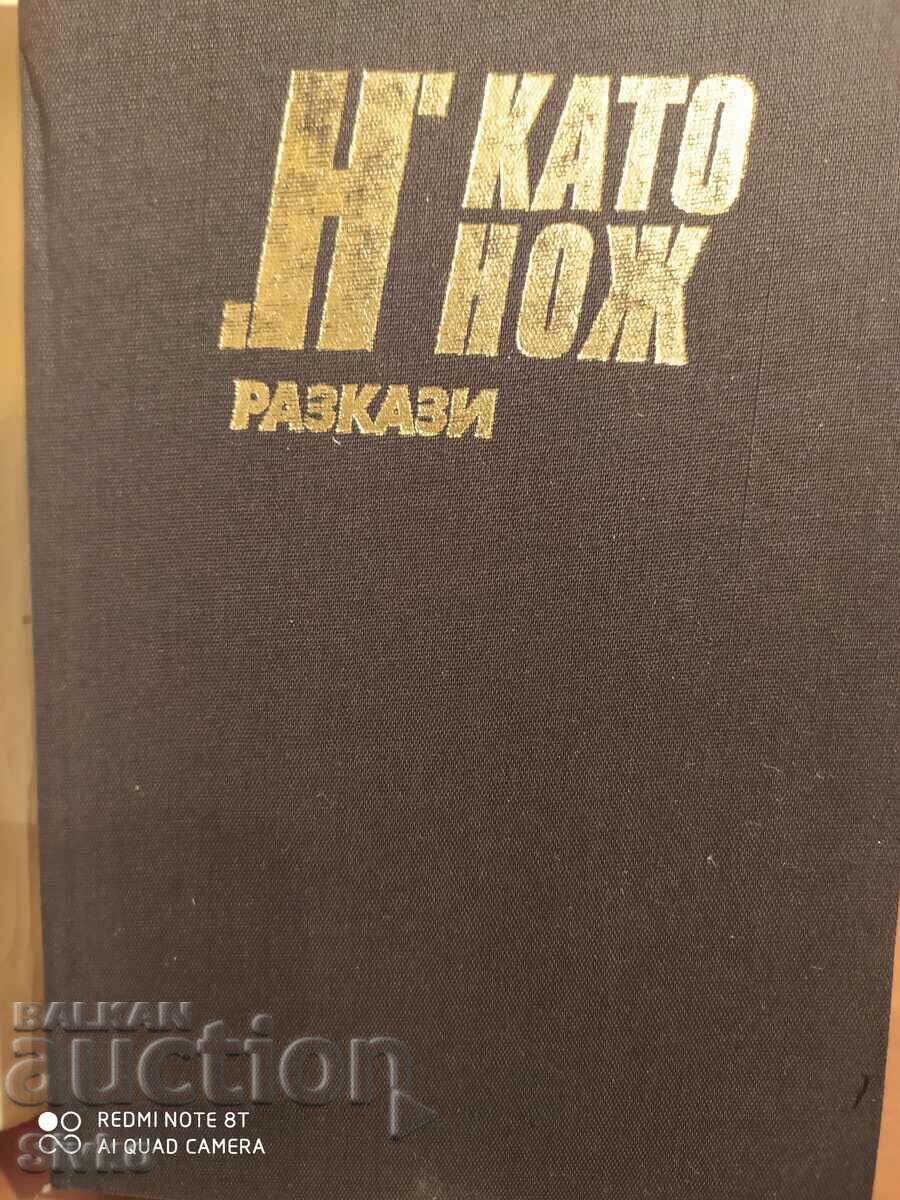 „Н“ КАТО
НОЖ
РАЗКАЗИ
BALKAN
auction
REDMI NOTE 8T
AI QUAD CAMERA